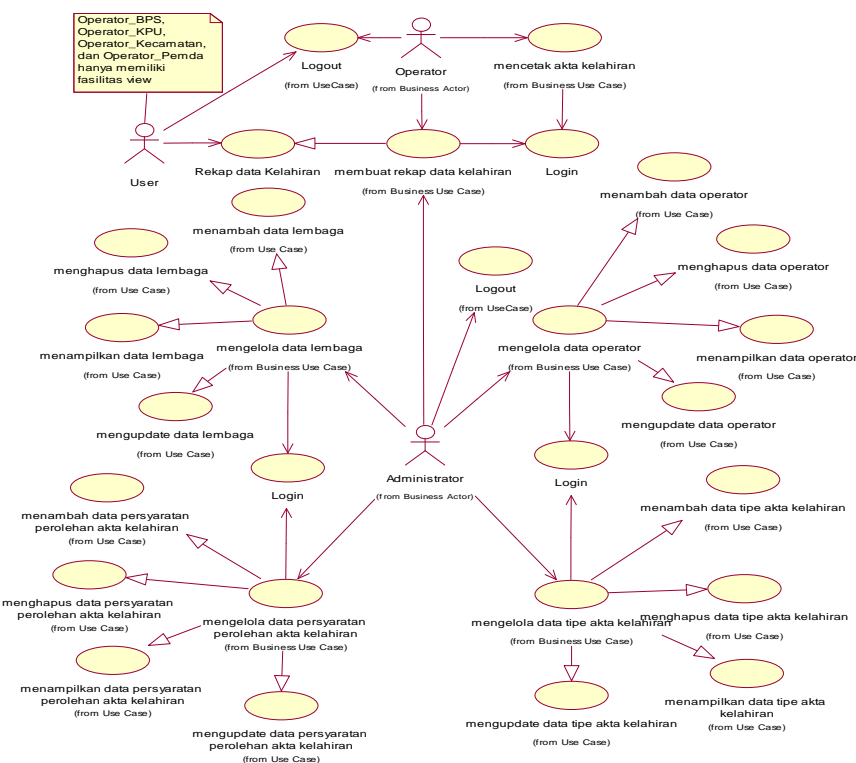 Operator_BPS,
Operator_KPU,
Operator_Kecamatan,
dan Operator_Pemda
hanya memiliki
fasilitas view
Logout
(from UseCase)
Operator
(from Business Actor)
mencetak akta kelahiran
(from Business Use Case)
User
Rekap data Kelahiran
membuat rekap data kelahiran
(from Business Use Case)
Login
menambah data operator
(from Use Case)
menambah data lembaga
(from Use Case)
menghapus data lembaga
(from Use Case)
Logout
(from UseCase)
menghapus data operator
(from Use Case)
menampilkan data lembaga
(from Use Case)
mengelola data lembaga
(from Business Use Case)
mengelola data operator
(from Business Use Case)
menampilkan data operator
(from Use Case)
mengupdate data lembaga
(from Use Case)
mengupdate data operator
(from Use Case)
Login
Administrator
(from Business Actor)
Login
menambah data persyaratan
perolehan akta kelahiran
(from Use Case)
menambah data tipe akta kelahiran
(from Use Case)
menghapus data persyaratan
perolehan akta kelahiran
(from Use Case)
mengelola data persyaratan
perolehan akta kelahiran
(from Business Use Case)
mengelola data tipe akta kelahiran
(from Business Use Case)
menghapus data tipe akta kelahiran
(from Use Case)
menampilkan data persyaratan
perolehan akta kelahiran
(from Use Case)
menampilkan data tipe akta
kelahiran
(from Use Case)
mengupdate data persyaratan
perolehan akta kelahiran
(from Use Case)
mengupdate data tipe akta kelahiran
(from Use Case)